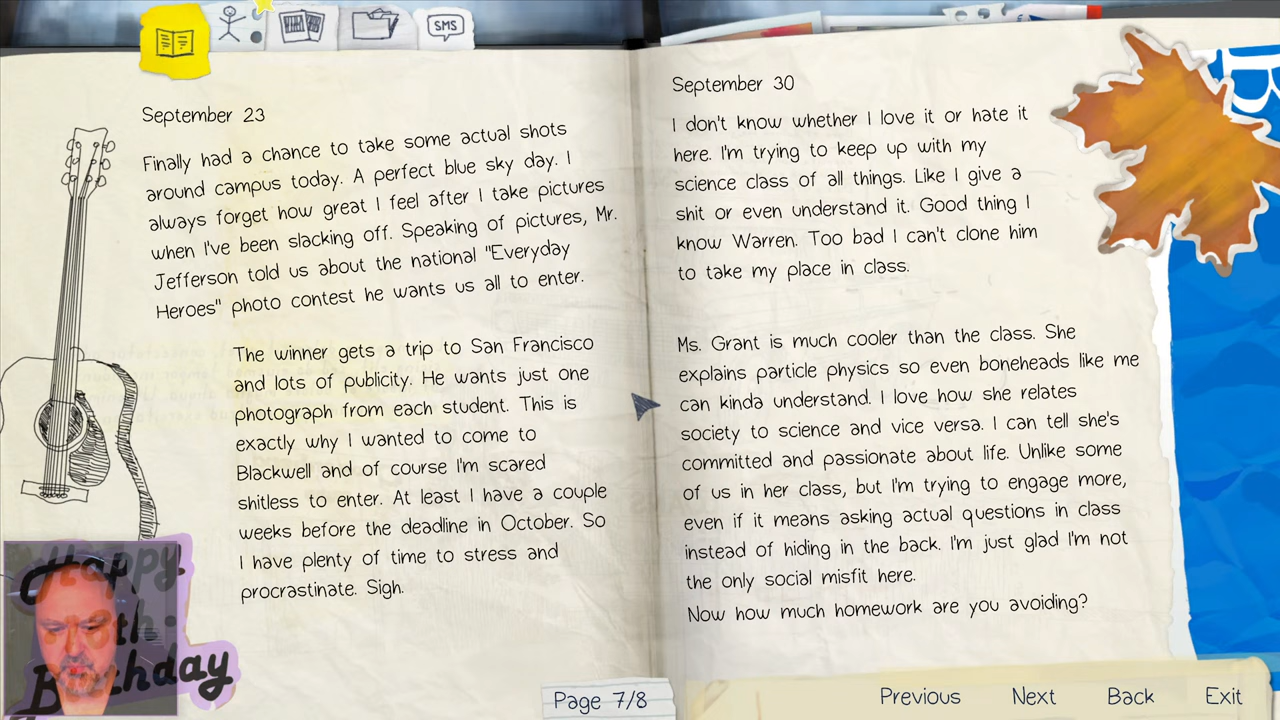 SMS
September 23
Finally had a chance to take some actual shots
around campus today. A perfect blue sky day. I
always forget how great I feel after I take pictures
when I've been slacking off. Speaking of pictures, Mr.
Jefferson told us about the national "Everyday
Heroes" photo contest he wants us all to enter.
The winner gets a trip to San Francisco
and lots of publicity. He wants just one
photograph from each student. This is
exactly why I wanted to come to
Blackwell and of course I'm scared
shitless to enter. At least I have a couple
weeks before the deadline in October. So
I have plenty of time to stress and
procrastinate. Sigh.
Happy
th
Birthday
September 30
I don't know whether I love it or hate it
here. I'm trying to keep up with my
science class of all things. Like I give a
shit or even understand it. Good thing I
know Warren. Too bad I can't clone him
to take my place in class.
Ms. Grant is much cooler than the class. She
explains particle physics so even boneheads like me
can kinda understand. I love how she relates
society to science and vice versa. I can tell she's
committed and passionate about life. Unlike some
of us in her class, but I'm trying to engage more,
even if it means asking actual questions in class
instead of hiding in the back. I'm just glad I'm not
the only social misfit here.
Now how much homework are you avoiding?
Page 7/8
Previous Next Back Exit